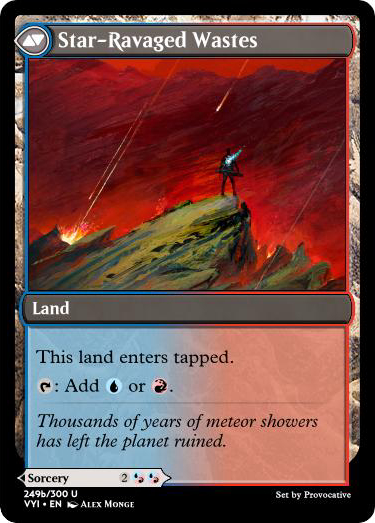 Star-Ravaged Wastes
Land
This land enters tapped.
: Add or .
Thousands of years of meteor showers
has left the planet ruined.
Sorcery 2
249b/300 U
VYI • EN Alex Monge
Set by Provocative